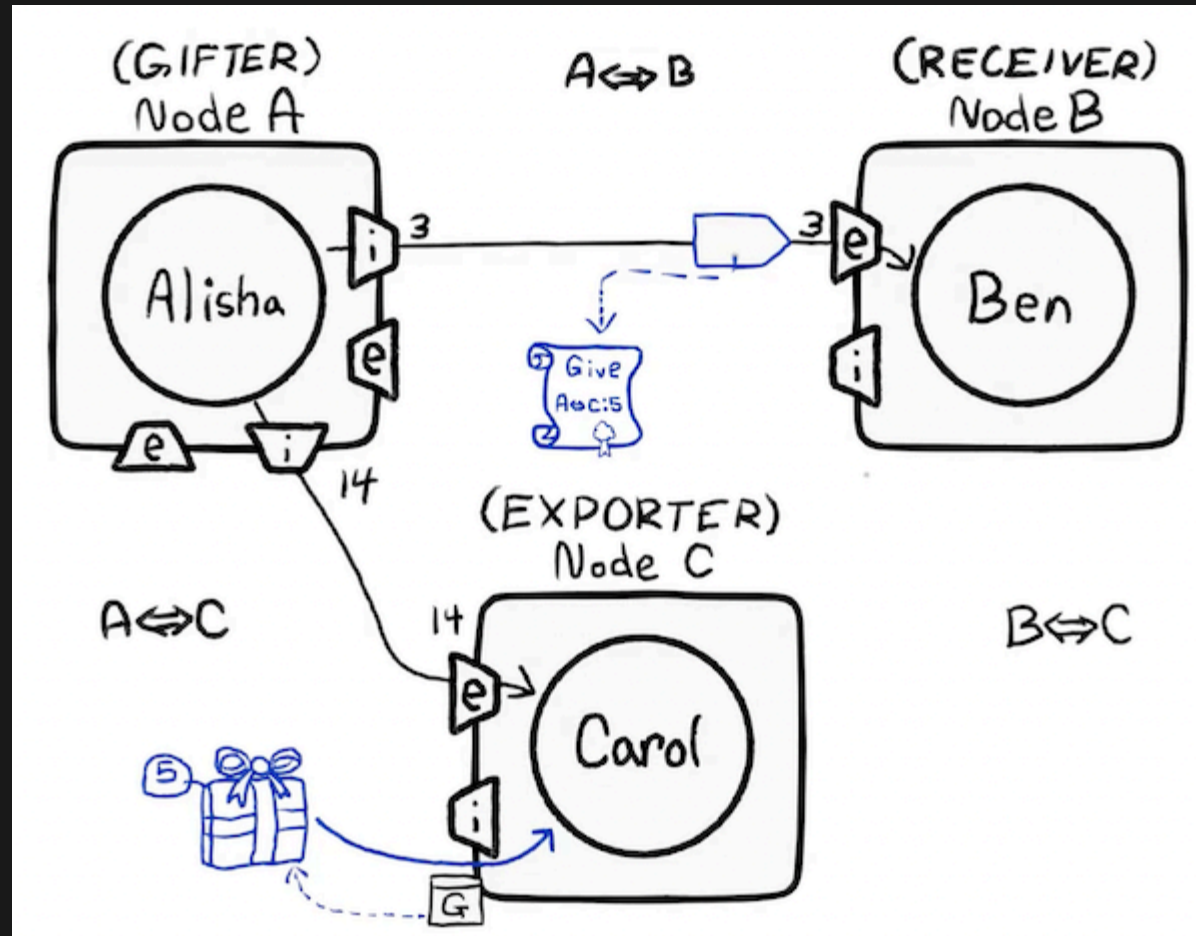 (GIFTER)
Node A
A⇔B
(RECEIVER)
Node B
Alisha
i
3
3
e
Ben
e
i
Give
A⇔C:5
e
i
14
(EXPORTER)
Node C
A⇔C
14
B⇔C
e
Carol
5
i
G